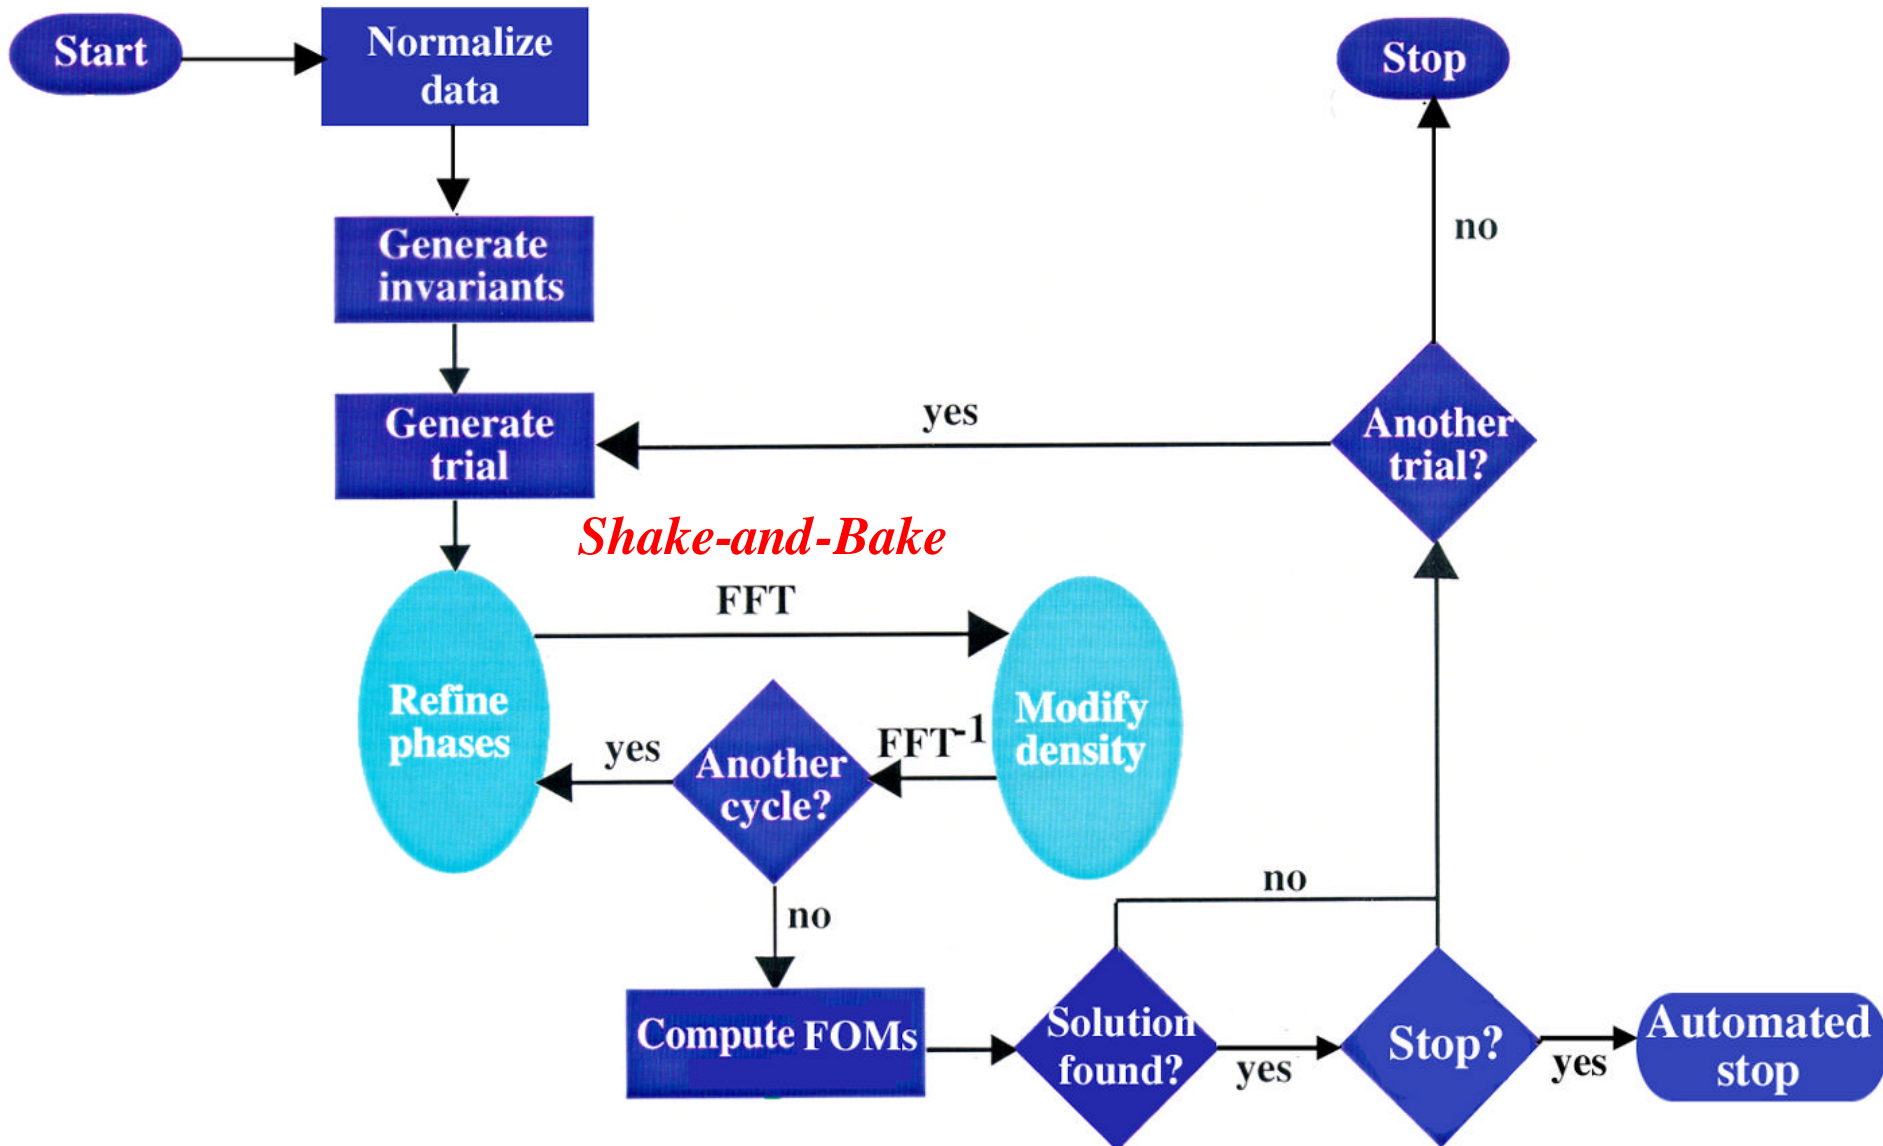 Start
Normalize
data
Stop
no
Generate
invariants
Generate
trial
yes
Another
trial?
Shake-and-Bake
FFT
Refine
phases
yes
Another
cycle?
FFT-1
Modify
density
no
no
Compute FOMs
Solution
found?
yes
Stop?
yes
Automated
stop